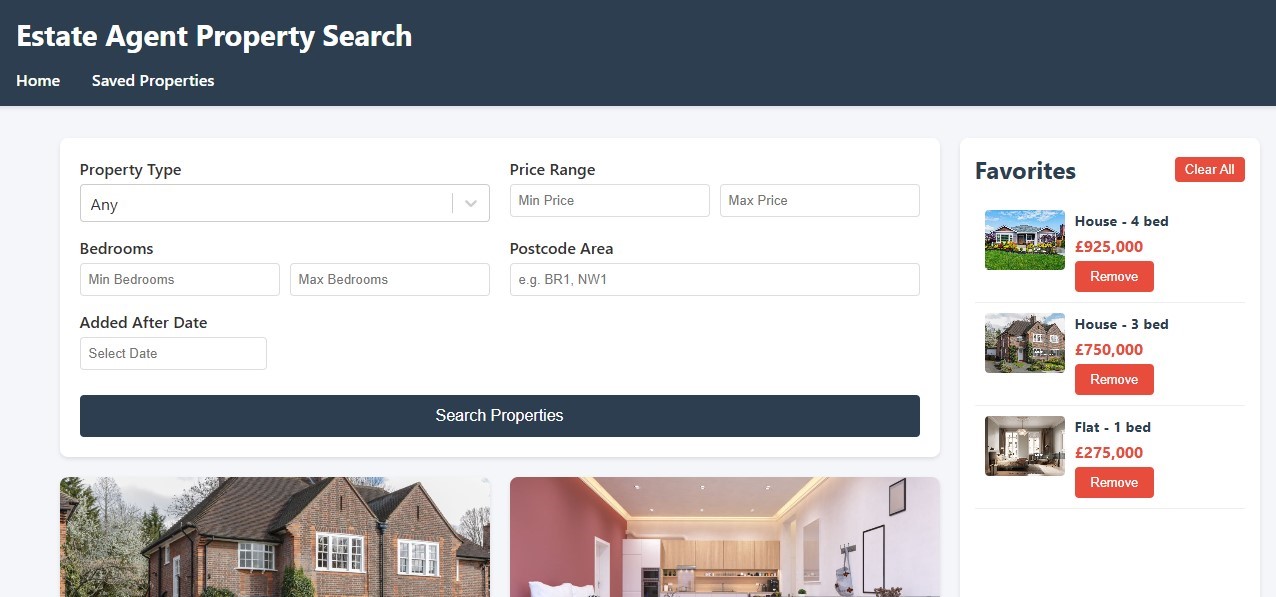 Estate Agent Property Search
Home Saved Properties
Property Type
Any
Price Range
Min Price Max Price
Bedrooms
Min Bedrooms Max Bedrooms
Postcode Area
e.g. BR1, NW1
Added After Date
Select Date
Search Properties
Favorites Clear All
House - 4 bed
£925,000
Remove
House - 3 bed
£750,000
Remove
Flat - 1 bed
£275,000
Remove